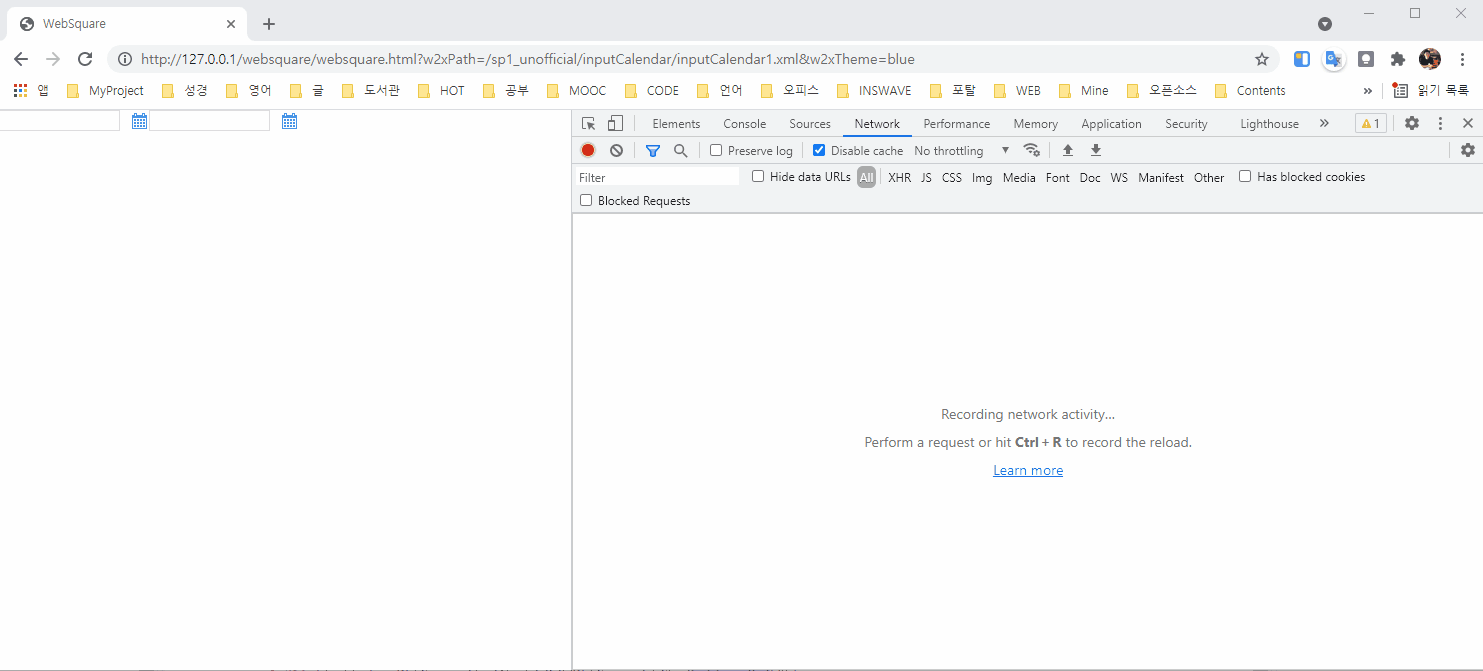 WebSquare
http://127.0.0.1/websquare/websquare.html?w2xPath=/sp1_unofficial/inputCalendar/inputCalendar1.xml&w2xTheme=blue
앱 MyProject 성경 영어 글 도서관 HOT 공부 MOOC CODE 언어 오피스 INSWAVE 포탈 WEB Mine 오픈소스 Contents » 읽기 목록
Elements Console Sources Network Performance Memory Application Security Lighthouse » 1
Preserve log Disable cache No throttling
Filter Hide data URLs All XHR JS CSS Img Media Font Doc WS Manifest Other Has blocked cookies
Blocked Requests
Recording network activity...
Perform a request or hit Ctrl + R to record the reload.
Learn more